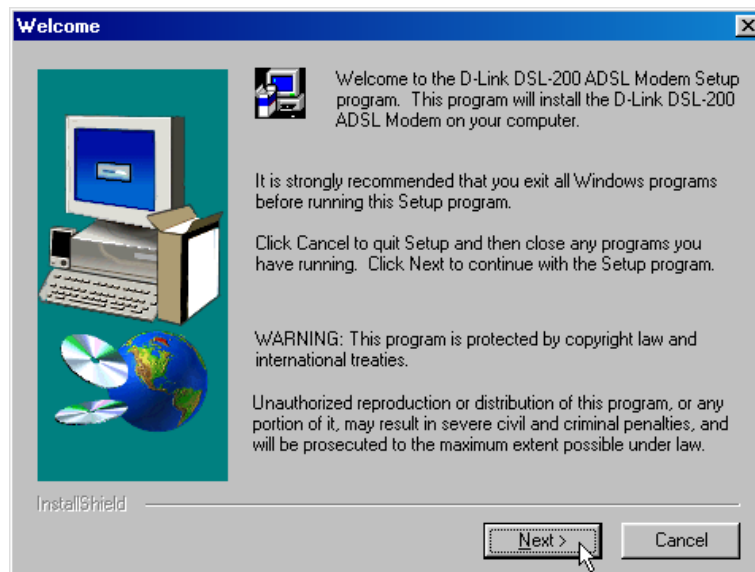 Welcome
Welcome to the D-Link DSL-200 ADSL Modem Setup
program. This program will install the D-Link DSL-200
ADSL Modem on your computer.
It is strongly recommended that you exit all Windows programs
before running this Setup program.
Click Cancel to quit Setup and then close any programs you
have running. Click Next to continue with the Setup program.
WARNING: This program is protected by copyright law and
international treaties.
Unauthorized reproduction or distribution of this program, or any
portion of it, may result in severe civil and criminal penalties, and
will be prosecuted to the maximum extent possible under law.
InstallShield
Next >
Cancel